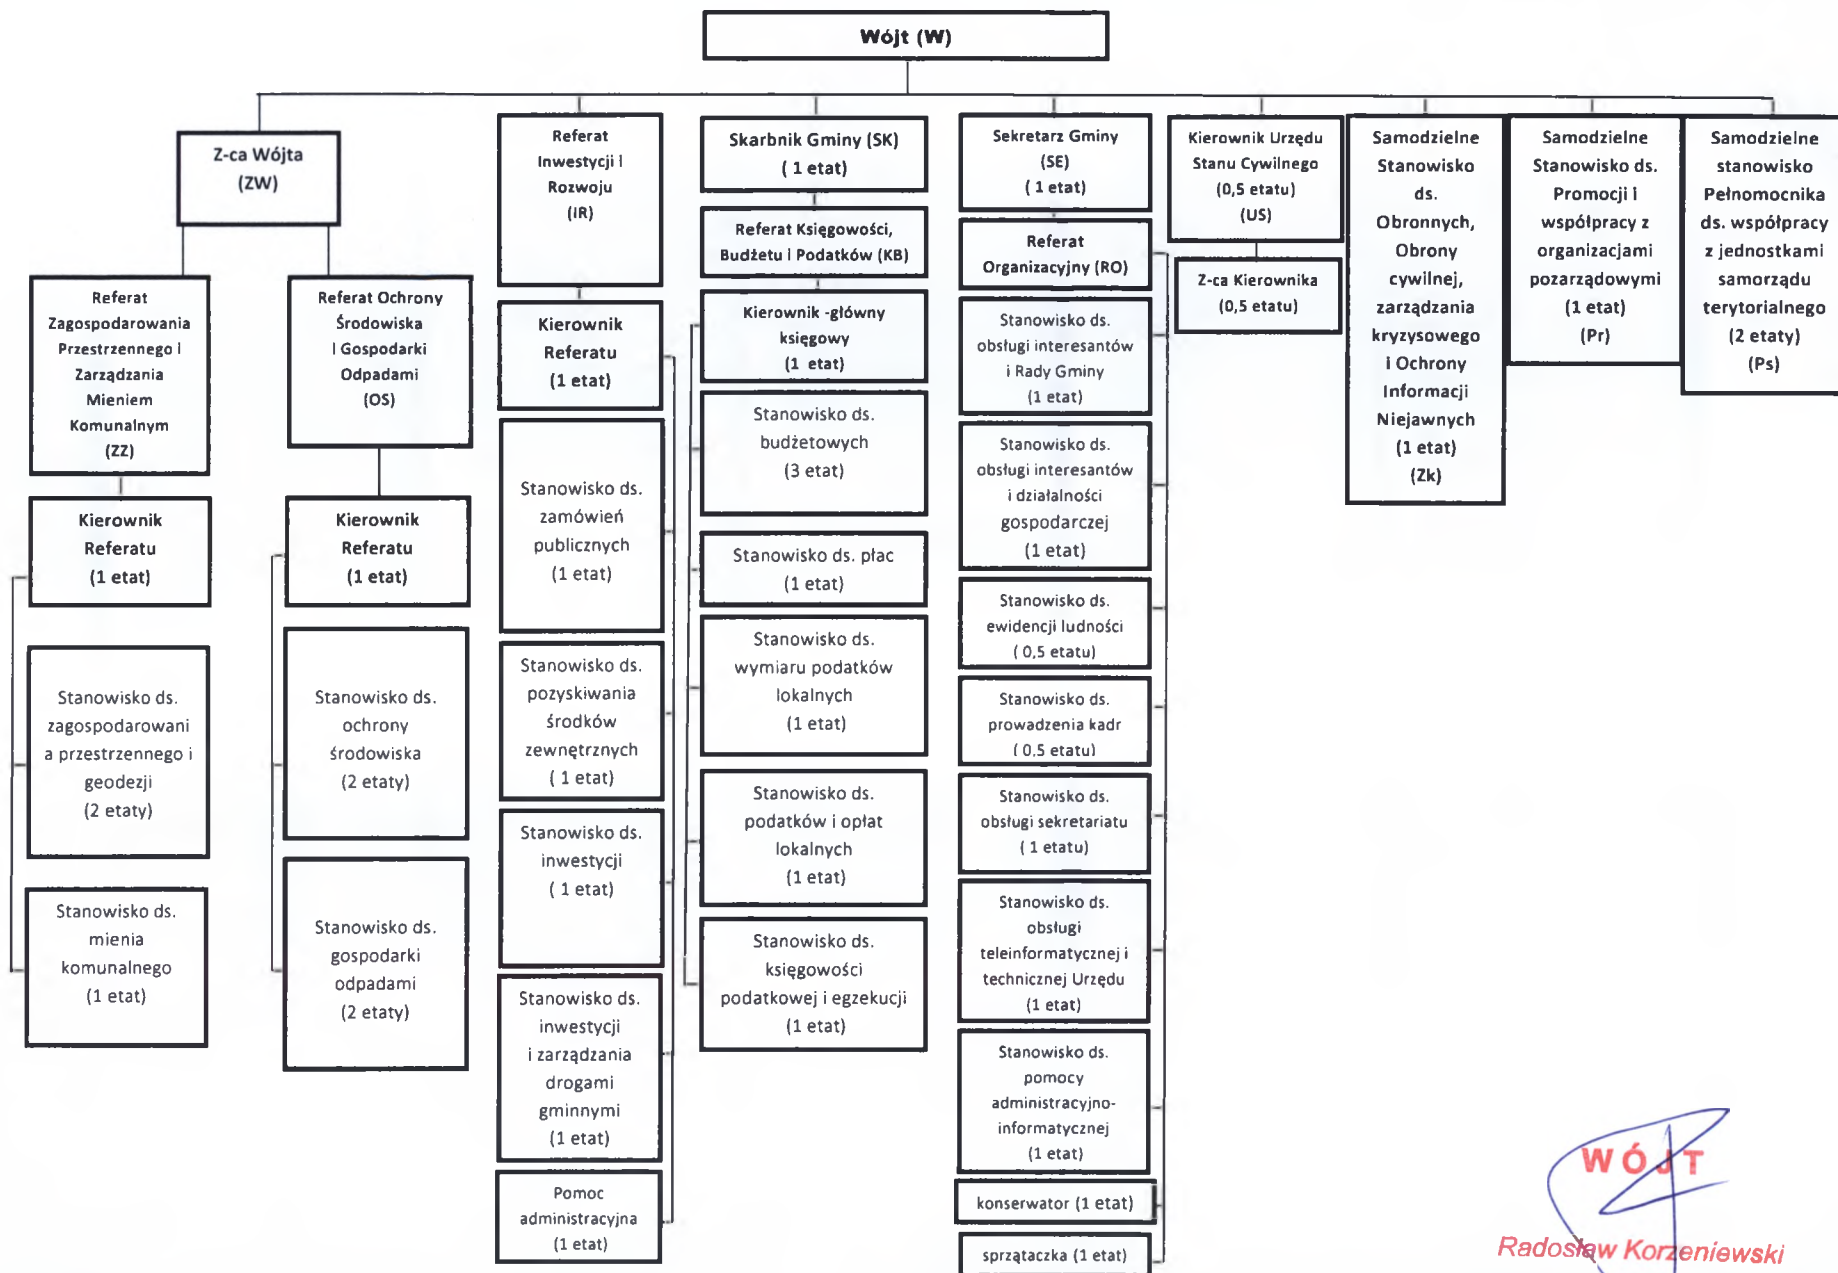 Wójt (W)
Z-ca Wójta
(ZW)
Referat
Zagospodarowania
Przestrzennego i
Zarządzania
Mieniem
Komunalnym
(ZZ)
Kierownik
Referatu
(1 etat)
Stanowisko ds.
zagospodarowani
a przestrzennego i
geodezji
(2 etaty)
Stanowisko ds.
mienia
komunalnego
(1 etat)
Referat Ochrony
Środowiska
i Gospodarki
Odpadami
(OS)
Kierownik
Referatu
(1 etat)
Stanowisko ds.
ochrony
środowiska
(2 etaty)
Stanowisko ds.
gospodarki
odpadami
(2 etaty)
Referat
Inwestycji i
Rozwoju
(IR)
Kierownik
Referatu
(1 etat)
Stanowisko ds.
zamówień
publicznych
(1 etat)
Stanowisko ds.
pozyskiwania
środków
zewnętrznych
( 1 etat)
Stanowisko ds.
inwestycji
( 1 etat)
Stanowisko ds.
inwestycji
i zarządzania
drogami
gminnymi
(1 etat)
Pomoc
administracyjna
(1 etat)
Skarbnik Gminy (SK)
( 1 etat)
Referat Księgowości,
Budżetu i Podatków (KB)
Kierownik -główny
księgowy
(1 etat)
Stanowisko ds.
budżetowych
(3 etat)
Stanowisko ds. płac
(1 etat)
Stanowisko ds.
wymiaru podatków
lokalnych
(1 etat)
Stanowisko ds.
podatków i opłat
lokalnych
(1 etat)
Stanowisko ds.
księgowości
podatkowej i egzekucji
(1 etat)
Sekretarz Gminy
(SE)
( 1 etat)
Referat
Organizacyjny (RO)
Stanowisko ds.
obsługi interesantów
i Rady Gminy
(1 etat)
Stanowisko ds.
obsługi interesantów
i działalności
gospodarczej
(1 etat)
Stanowisko ds.
ewidencji ludności
( 0,5 etatu)
Stanowisko ds.
prowadzenia kadr
( 0,5 etatu)
Stanowisko ds.
obsługi sekretariatu
( 1 etatu)
Stanowisko ds.
obsługi
teleinformatycznej i
technicznej Urzędu
(1 etat)
Stanowisko ds.
pomocy
administracyjno-
informatycznej
(1 etat)
konserwator (1 etat)
sprzątaczka (1 etat)
Kierownik Urzędu
Stanu Cywilnego
(0,5 etatu)
(US)
Z-ca Kierownika
(0,5 etatu)
Samodzielne
Stanowisko
ds.
Obronnych,
Obrony
cywilnej,
zarządzania
kryzysowego
i Ochrony
Informacji
Niejawnych
(1 etat)
(Zk)
Samodzielne
Stanowisko ds.
Promocji i
współpracy z
organizacjami
pozarządowymi
(1 etat)
(Pr)
Samodzielne
stanowisko
Pełnomocnika
ds. współpracy
z jednostkami
samorządu
terytorialnego
(2 etaty)
(Ps)
WÓJT
Radosław Korzeniewski